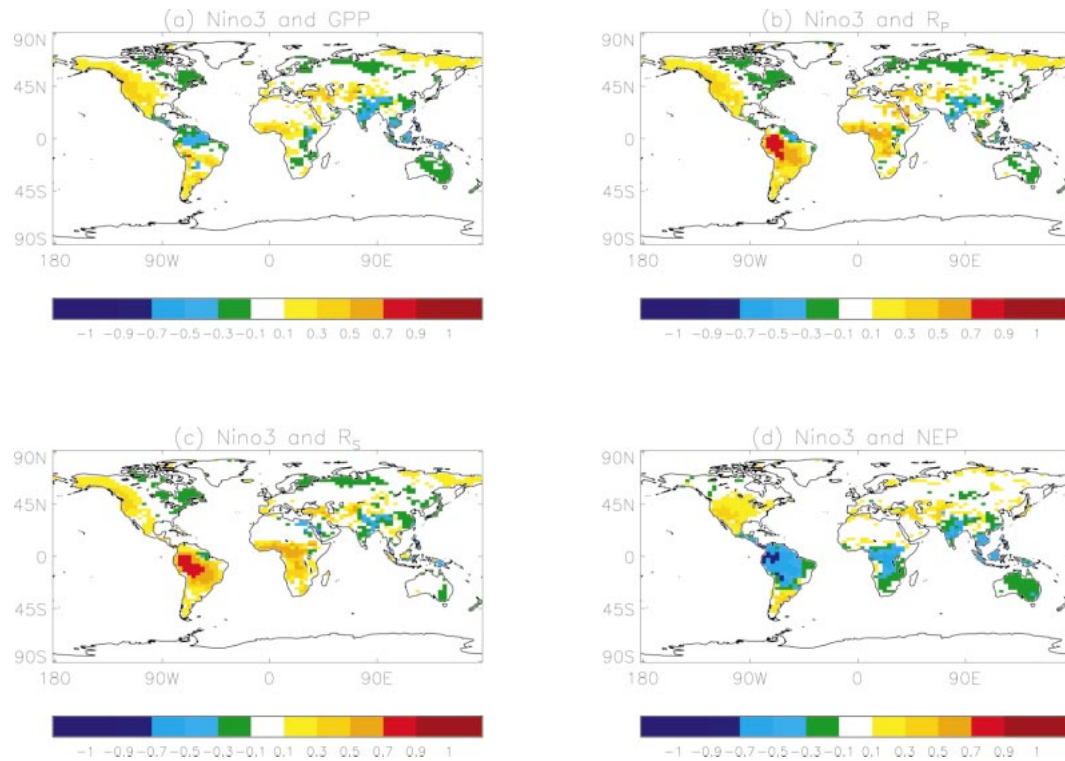 (a) Nino3 and GPP
(b) Nino3 and Rₚ
90N
45N
0
45S
90S
180 90W 0 90E
90N
45N
0
45S
90S
180 90W 0 90E
-1 -0.9 -0.7 -0.5 -0.3 -0.1 0.1 0.3 0.5 0.7 0.9 1
-1 -0.9 -0.7 -0.5 -0.3 -0.1 0.1 0.3 0.5 0.7 0.9 1
(c) Nino3 and Rₛ
(d) Nino3 and NEP
90N
45N
0
45S
90S
180 90W 0 90E
90N
45N
0
45S
90S
180 90W 0 90E
-1 -0.9 -0.7 -0.5 -0.3 -0.1 0.1 0.3 0.5 0.7 0.9 1
-1 -0.9 -0.7 -0.5 -0.3 -0.1 0.1 0.3 0.5 0.7 0.9 1